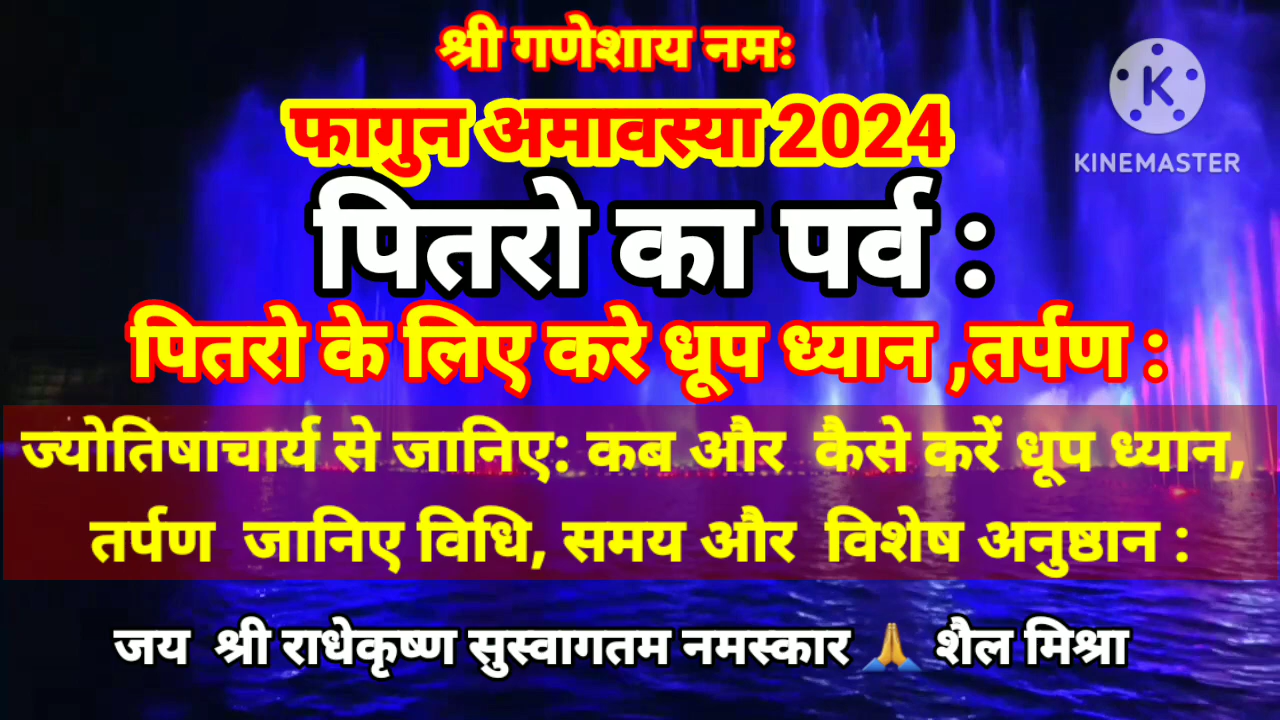 श्री गणेशाय नमः
फागुन अमावस्या 2024
पितरो का पर्व :
पितरो के लिए करे धूप ध्यान ,तर्पण :
ज्योतिषाचार्य से जानिए: कब और कैसे करें धूप ध्यान,
तर्पण जानिए विधि, समय और विशेष अनुष्ठान :
जय श्री राधेकृष्ण सुस्वागतम नमस्कार 🙏 शैल मिश्रा
K
KINEMASTER